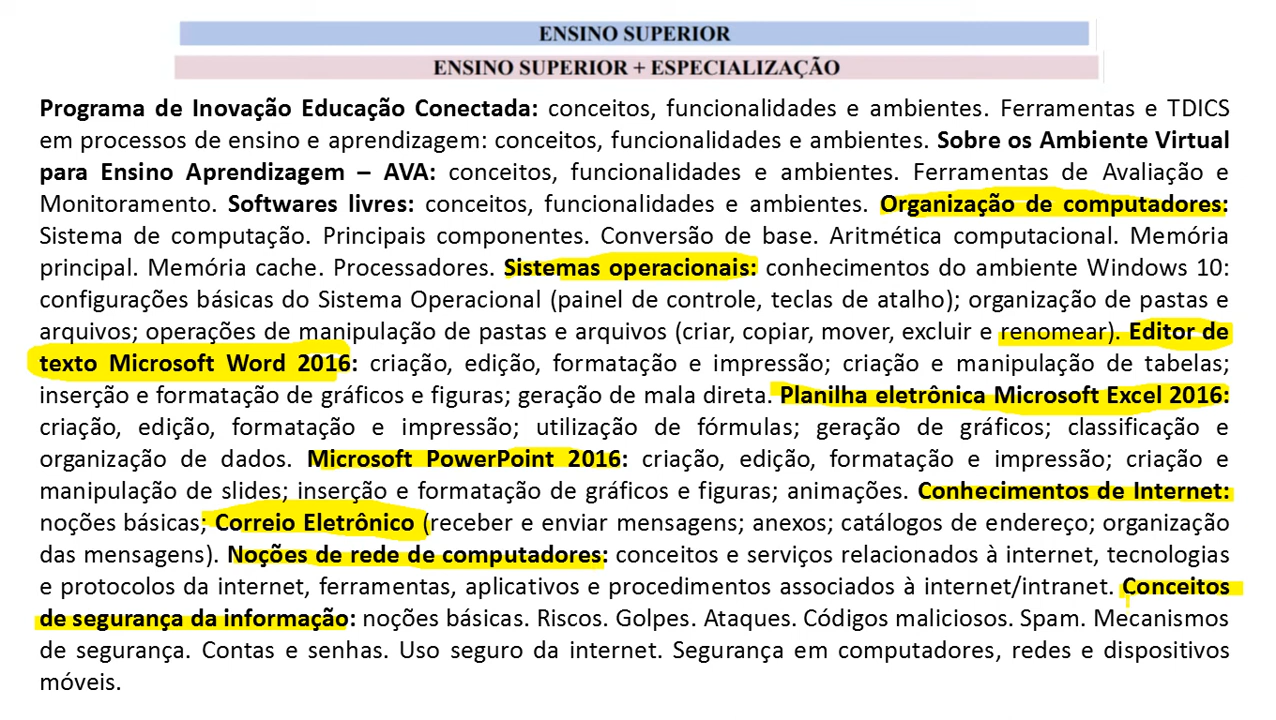 ENSINO SUPERIOR
ENSINO SUPERIOR + ESPECIALIZAÇÃO
Programa de Inovação Educação Conectada: conceitos, funcionalidades e ambientes. Ferramentas e TDICS
em processos de ensino e aprendizagem: conceitos, funcionalidades e ambientes. Sobre os Ambiente Virtual
para Ensino Aprendizagem – AVA: conceitos, funcionalidades e ambientes. Ferramentas de Avaliação e
Monitoramento. Softwares livres: conceitos, funcionalidades e ambientes. Organização de computadores:
Sistema de computação. Principais componentes. Conversão de base. Aritmética computacional. Memória
principal. Memória cache. Processadores. Sistemas operacionais: conhecimentos do ambiente Windows 10:
configurações básicas do Sistema Operacional (painel de controle, teclas de atalho); organização de pastas e
arquivos; operações de manipulação de pastas e arquivos (criar, copiar, mover, excluir e renomear). Editor de
texto Microsoft Word 2016: criação, edição, formatação e impressão; criação e manipulação de tabelas;
inserção e formatação de gráficos e figuras; geração de mala direta. Planilha eletrônica Microsoft Excel 2016:
criação, edição, formatação e impressão; utilização de fórmulas; geração de gráficos; classificação e
organização de dados. Microsoft PowerPoint 2016: criação, edição, formatação e impressão; criação e
manipulação de slides; inserção e formatação de gráficos e figuras; animações. Conhecimentos de Internet:
noções básicas; Correio Eletrônico (receber e enviar mensagens; anexos; catálogos de endereço; organização
das mensagens). Noções de rede de computadores: conceitos e serviços relacionados à internet, tecnologias
e protocolos da internet, ferramentas, aplicativos e procedimentos associados à internet/intranet. Conceitos
de segurança da informação: noções básicas. Riscos. Golpes. Ataques. Códigos maliciosos. Spam. Mecanismos
de segurança. Contas e senhas. Uso seguro da internet. Segurança em computadores, redes e dispositivos
móveis.